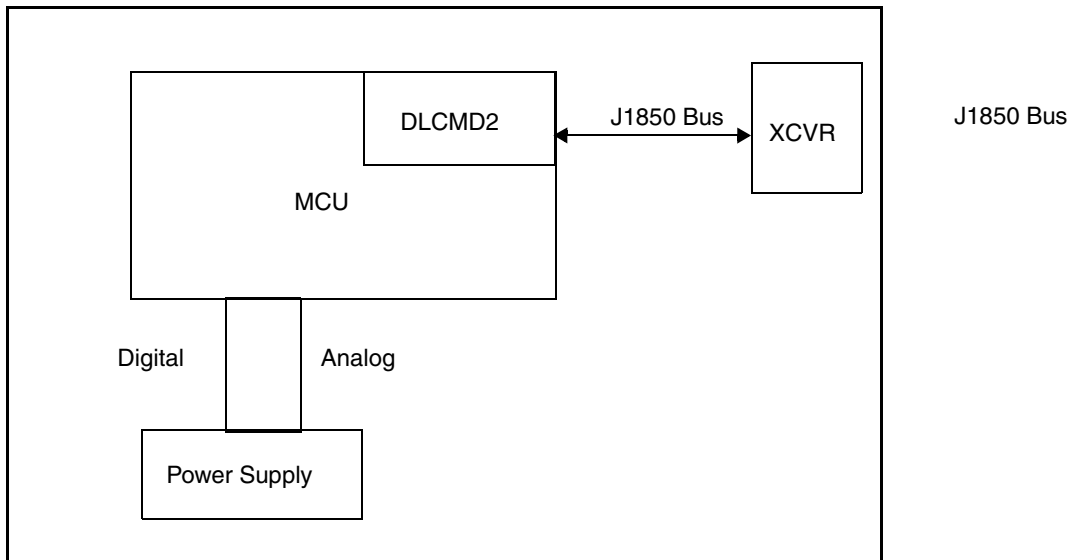 DLCMD2
J1850 Bus
XCVR
J1850 Bus
MCU
Digital
Analog
Power Supply